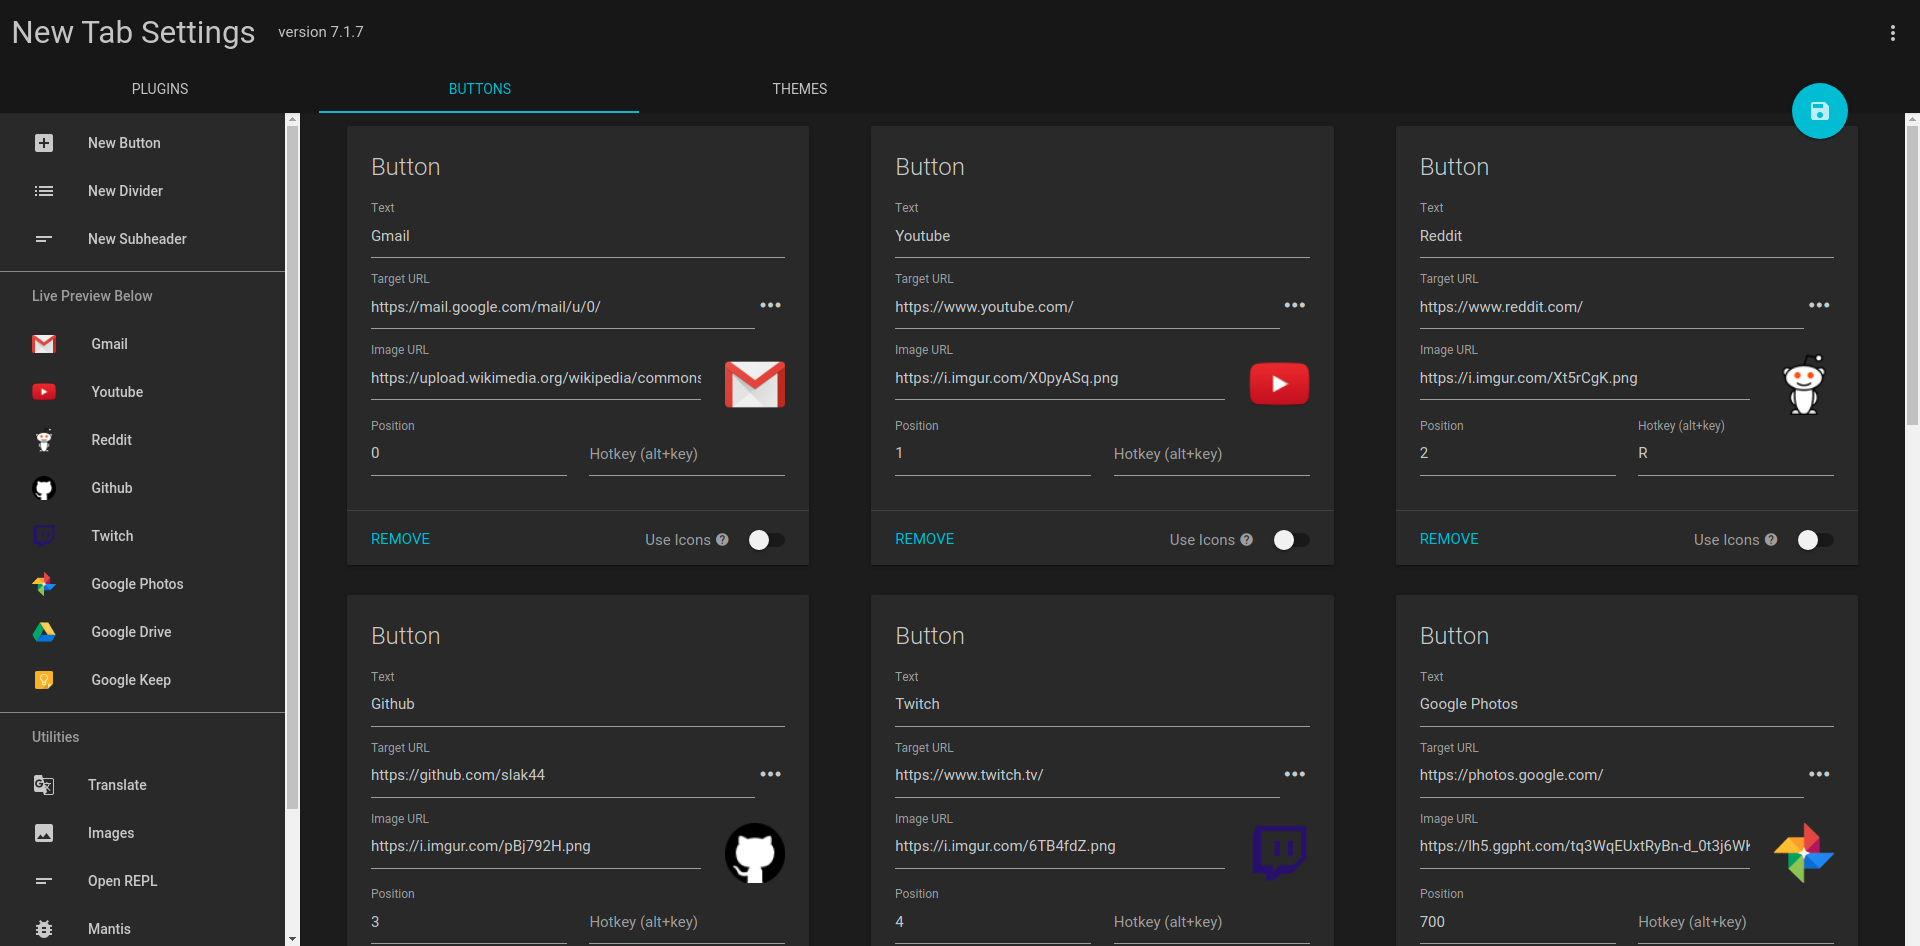 New Tab Settings version 7.1.7
PLUGINS BUTTONS THEMES
New Button
New Divider
New Subheader
Live Preview Below
Gmail
Youtube
Reddit
Github
Twitch
Google Photos
Google Drive
Google Keep
Utilities
Translate
Images
Open REPL
Mantis
Button
Text
Gmail
Target URL
https://mail.google.com/mail/u/0/
Image URL
https://upload.wikimedia.org/wikipedia/commons
Position
0 Hotkey (alt+key)
REMOVE Use Icons
Button
Text
Youtube
Target URL
https://www.youtube.com/
Image URL
https://i.imgur.com/X0pyASq.png
Position
1 Hotkey (alt+key)
REMOVE Use Icons
Button
Text
Reddit
Target URL
https://www.reddit.com/
Image URL
https://i.imgur.com/Xt5rCgK.png
Position Hotkey (alt+key)
2 R
REMOVE Use Icons
Button
Text
Github
Target URL
https://github.com/slak44
Image URL
https://i.imgur.com/pBj792H.png
Position
3 Hotkey (alt+key)
Button
Text
Twitch
Target URL
https://www.twitch.tv/
Image URL
https://i.imgur.com/6TB4fdZ.png
Position
4 Hotkey (alt+key)
Button
Text
Google Photos
Target URL
https://photos.google.com/
Image URL
https://lh5.ggpht.com/tq3WqEUxtRyBn-d_0t3j6W
Position
700 Hotkey (alt+key)